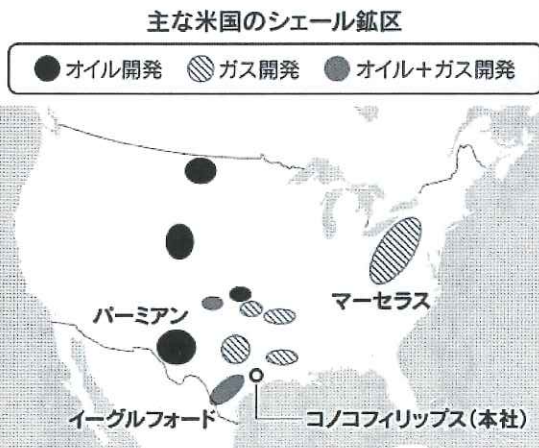 主な米国のシェール鉱区
オイル開発 ガス開発 オイル+ガス開発
パーミアン
マーセラス
イーグルフォード
コノコフィリップス(本社)